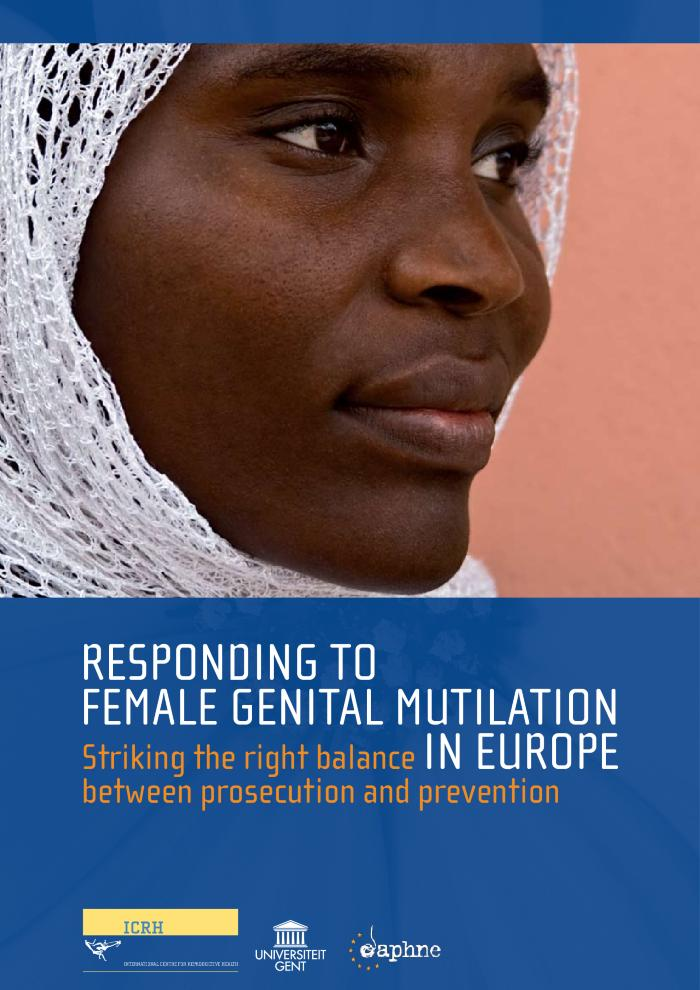 RESPONDING TO
FEMALE GENITAL MUTILATION
Striking the right balance IN EUROPE
between prosecution and prevention
ICRH
INTERNATIONAL CENTRE FOR REPRODUCTIVE HEALTH
UNIVERSITEIT
GENT
daphne